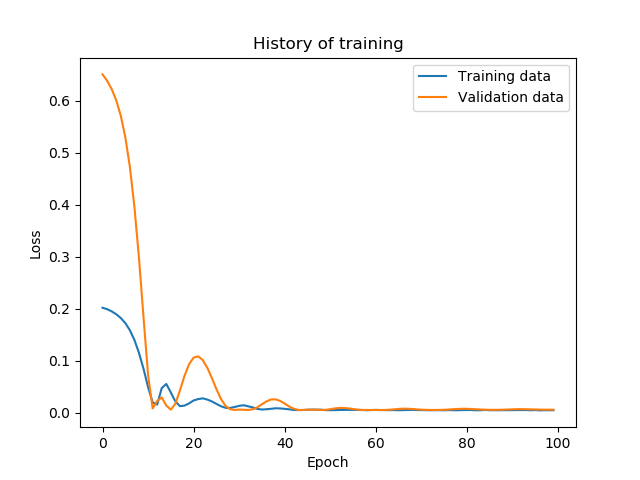 History of training
Training data
Validation data
Loss
0.6
0.5
0.4
0.3
0.2
0.1
0.0
0
20
40
60
80
100
Epoch